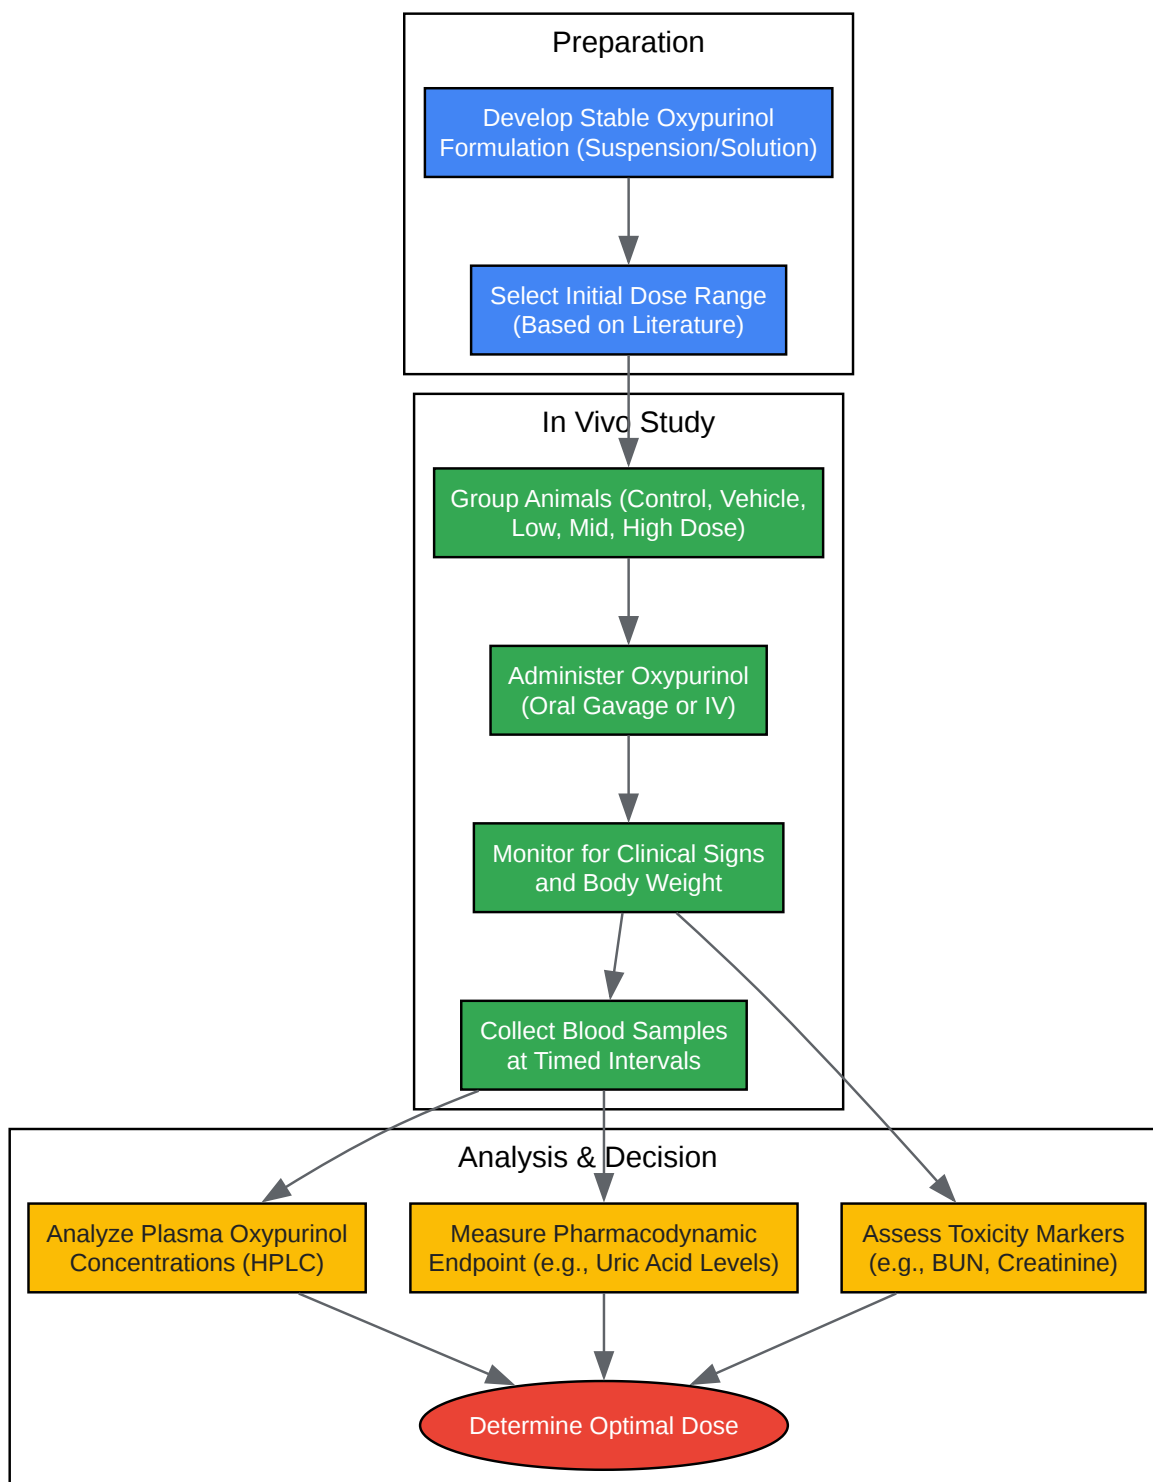 Preparation
Develop Stable Oxypurinol
Formulation (Suspension/Solution)
Select Initial Dose Range
(Based on Literature)
In Vivo Study
Group Animals (Control, Vehicle,
Low, Mid, High Dose)
Administer Oxypurinol
(Oral Gavage or IV)
Monitor for Clinical Signs
and Body Weight
Collect Blood Samples
at Timed Intervals
Analysis & Decision
Analyze Plasma Oxypurinol
Concentrations (HPLC)
Measure Pharmacodynamic
Endpoint (e.g., Uric Acid Levels)
Assess Toxicity Markers
(e.g., BUN, Creatinine)
Determine Optimal Dose